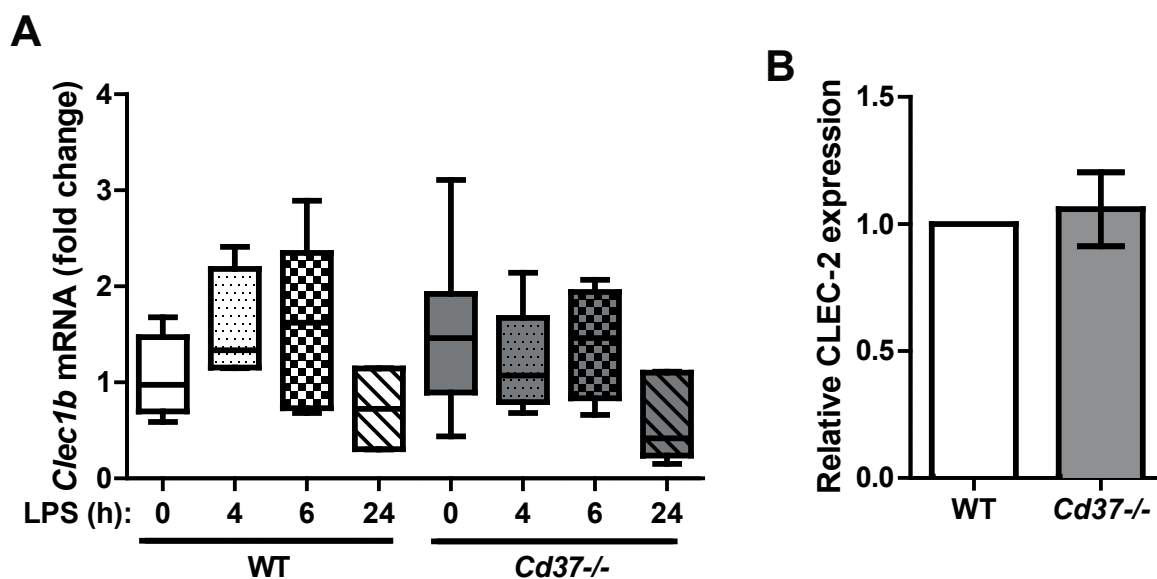 A
Clec1b mRNA (fold change)
4
3
2
1
0
LPS (h): 0 4 6 24 0 4 6 24
WT Cd37-/-
B
Relative CLEC-2 expression
1.5
1.0
0.5
0.0
WT Cd37-/-